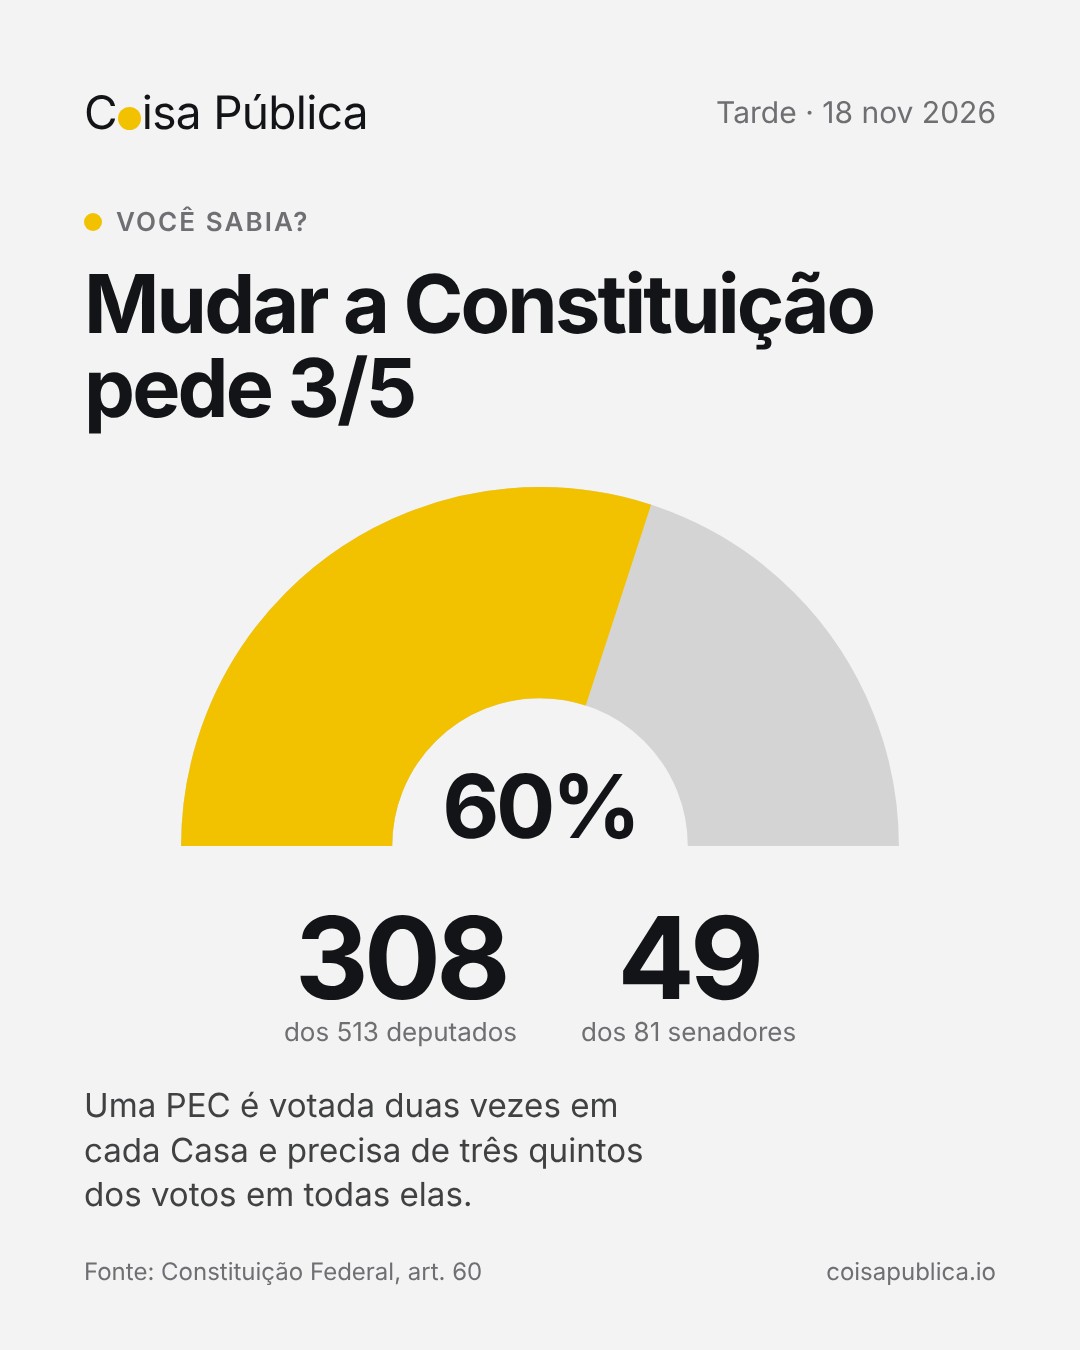 Coisa Pública
Tarde · 18 nov 2026
VOCÊ SABIA?
Mudar a Constituição
pede 3/5
60%
308
49
dos 513 deputados
dos 81 senadores
Uma PEC é votada duas vezes em
cada Casa e precisa de três quintos
dos votos em todas elas.
Fonte: Constituição Federal, art. 60
coisapublica.io